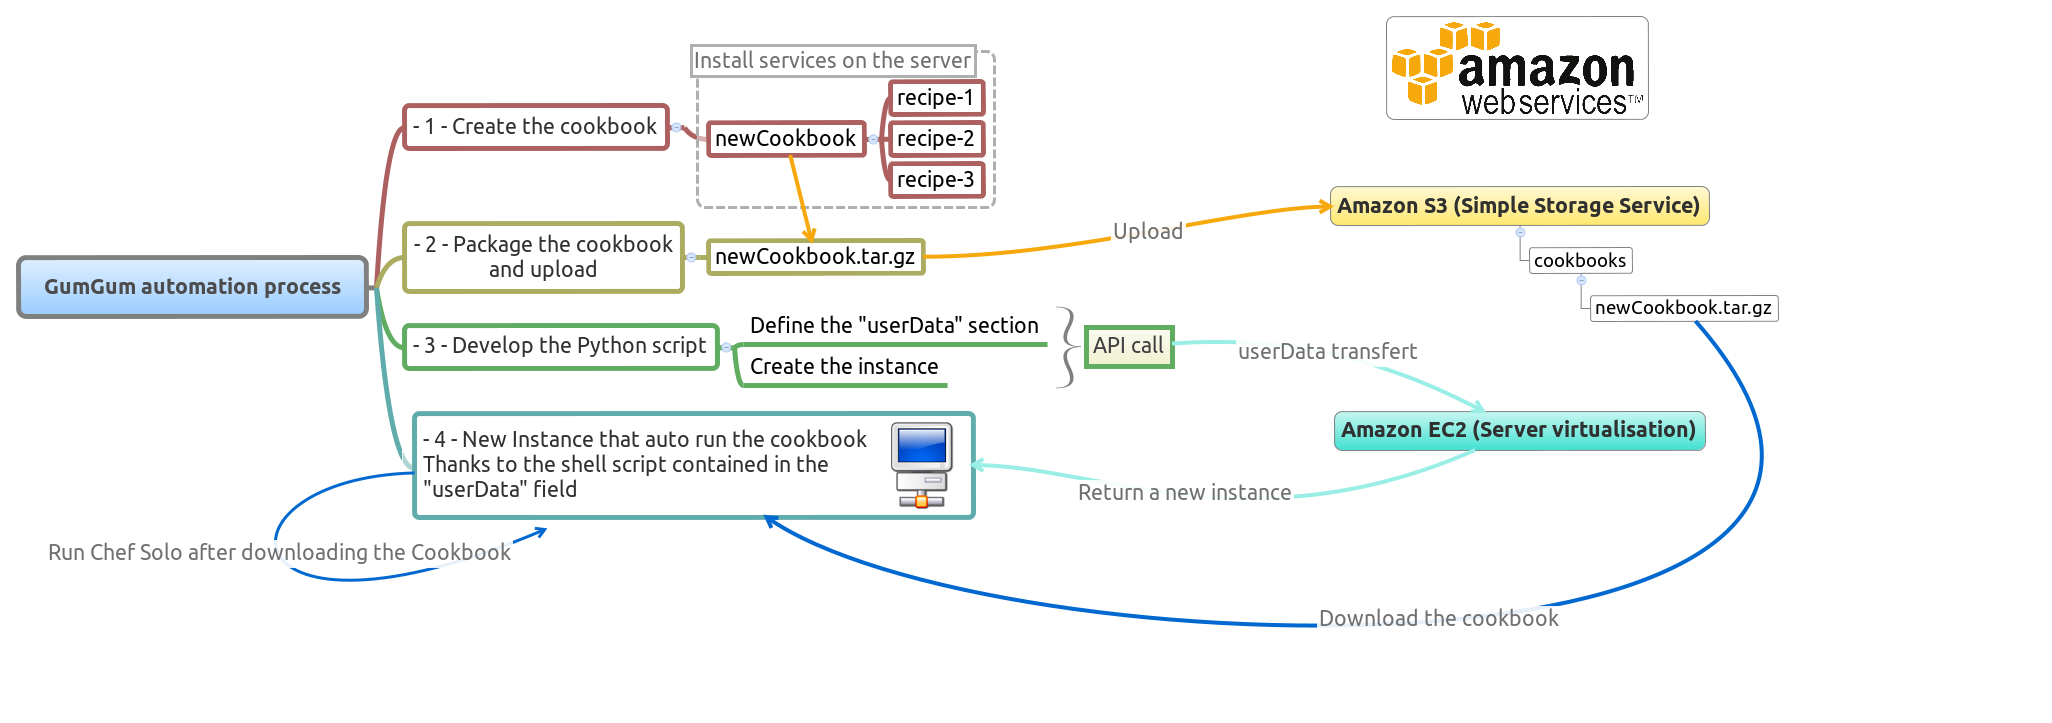 Install services on the server
amazon
webservices™
recipe-1
- 1 - Create the cookbook
newCookbook
recipe-2
recipe-3
Amazon S3 (Simple Storage Service)
Upload
- 2 - Package the cookbook
and upload
newCookbook.tar.gz
cookbooks
GumGum automation process
newCookbook.tar.gz
Define the "userData" section
- 3 - Develop the Python script
API call
userData transfert
Create the instance
Amazon EC2 (Server virtualisation)
- 4 - New Instance that auto run the cookbook
Thanks to the shell script contained in the
"userData" field
Return a new instance
Run Chef Solo after downloading the Cookbook
Download the cookbook